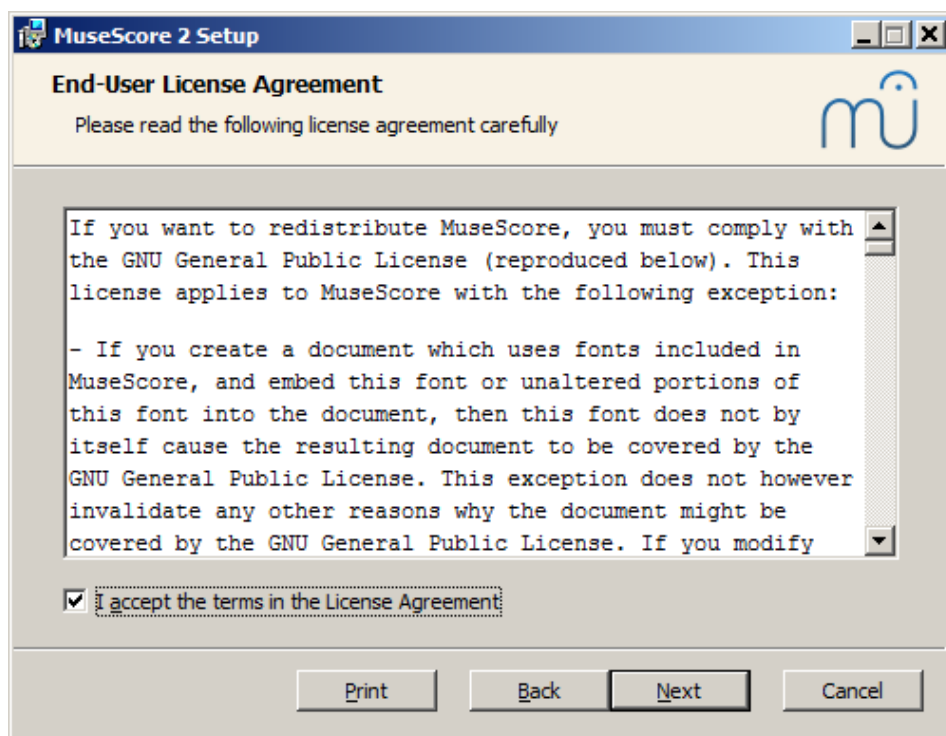 MuseScore 2 Setup
End-User License Agreement
Please read the following license agreement carefully
If you want to redistribute MuseScore, you must comply with
the GNU General Public License (reproduced below). This
license applies to MuseScore with the following exception:
- If you create a document which uses fonts included in
MuseScore, and embed this font or unaltered portions of
this font into the document, then this font does not by
itself cause the resulting document to be covered by the
GNU General Public License. This exception does not however
invalidate any other reasons why the document might be
covered by the GNU General Public License. If you modify
I accept the terms in the License Agreement
Print Back Next Cancel